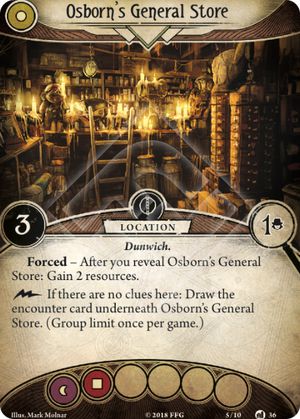 Osborn's General Store
3
LOCATION
1
Dunwich.
Forced – After you reveal Osborn's General
Store: Gain 2 resources.
If there are no clues here: Draw the
encounter card underneath Osborn's General
Store. (Group limit once per game.)
Illus. Mark Molnar © 2018 FFG 5/10 36